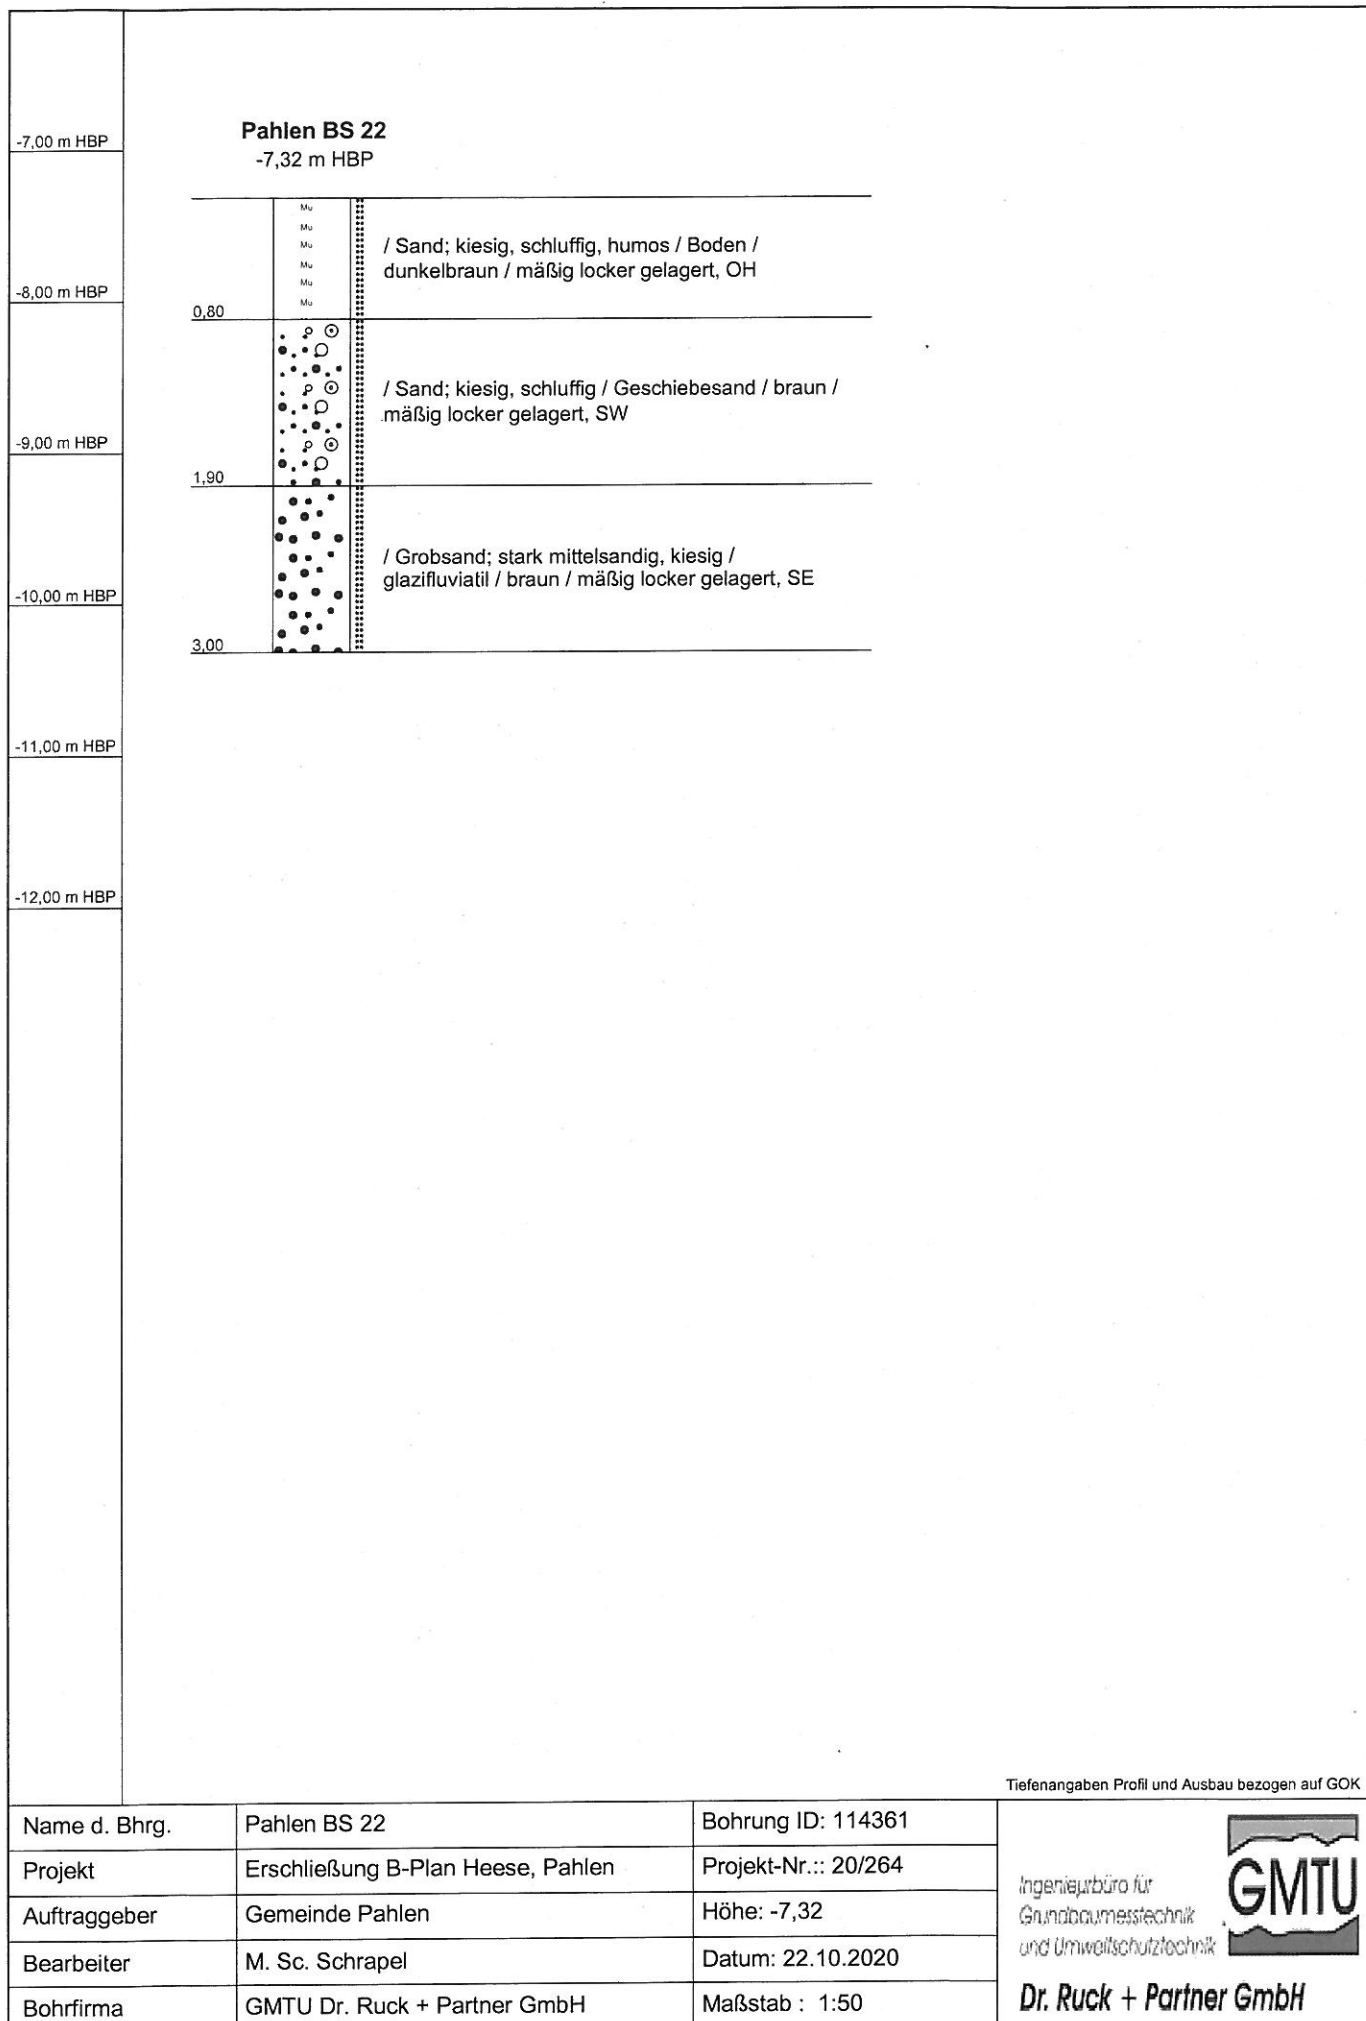 Pahlen BS 22
-7,32 m HBP
-7,00 m HBP
-8,00 m HBP
-9,00 m HBP
-10,00 m HBP
-11,00 m HBP
-12,00 m HBP
Mu
Mu
Mu
Mu
Mu
Mu
/ Sand; kiesig, schluffig, humos / Boden /
dunkelbraun / mäßig locker gelagert, OH
0,80
/ Sand; kiesig, schluffig / Geschiebesand / braun /
mäßig locker gelagert, SW
1,90
/ Grobsand; stark mittelsandig, kiesig /
glazifluviatil / braun / mäßig locker gelagert, SE
3,00
Tiefenangaben Profil und Ausbau bezogen auf GOK
Name d. Bhrg. Pahlen BS 22 Bohrung ID: 114361
Projekt Erschließung B-Plan Heese, Pahlen Projekt-Nr.:: 20/264
Auftraggeber Gemeinde Pahlen Höhe: -7,32
Bearbeiter M. Sc. Schrapel Datum: 22.10.2020
Bohrfirma GMTU Dr. Ruck + Partner GmbH Maßstab : 1:50
Ingenieurbüro für
Grundbaumesstechnik
und Umweltschutztechnik
GMTU
Dr. Ruck + Partner GmbH